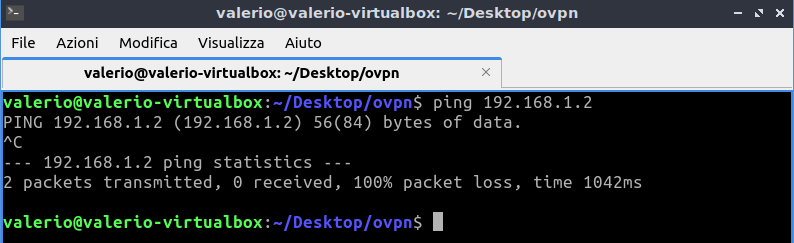 valerio@valerio-virtualbox: ~/Desktop/ovpn
File Azioni Modifica Visualizza Aiuto
valerio@valerio-virtualbox: ~/Desktop/ovpn
valerio@valerio-virtualbox:~/Desktop/ovpn$ ping 192.168.1.2
PING 192.168.1.2 (192.168.1.2) 56(84) bytes of data.
^C
--- 192.168.1.2 ping statistics ---
2 packets transmitted, 0 received, 100% packet loss, time 1042ms
valerio@valerio-virtualbox:~/Desktop/ovpn$